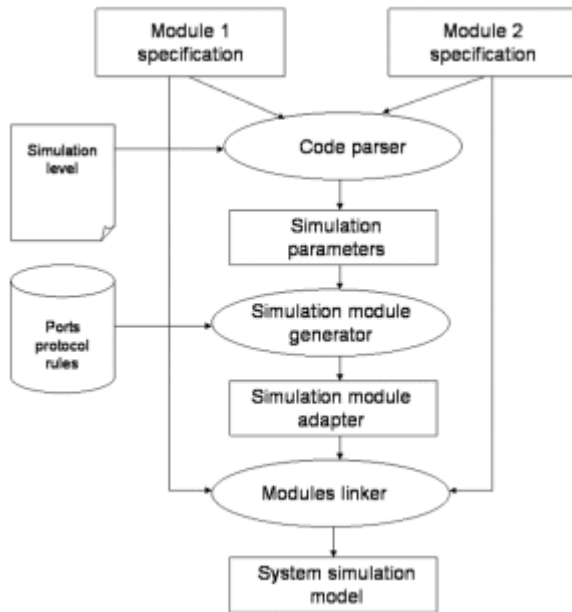 Module 1
specification
Module 2
specification
Code parser
Simulation
level
Simulation
parameters
Simulation module
generator
Ports
protocol
rules
Simulation module
adapter
Modules linker
System simulation
model